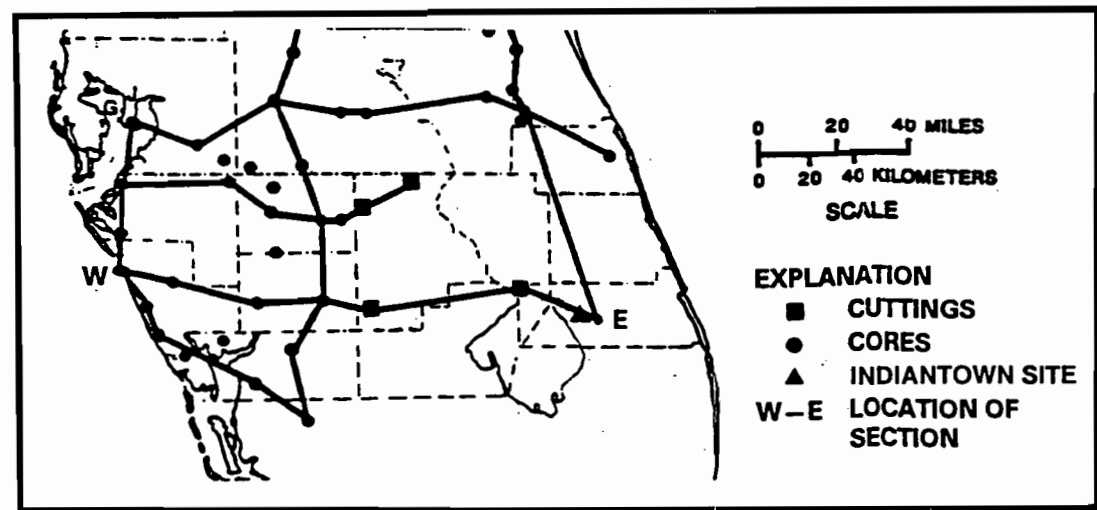 G
W
E
0 20 40 MILES
0 20 40 KILOMETERS
SCALE
EXPLANATION
CUTTINGS
CORES
INDIANTOWN SITE
W–E LOCATION OF
SECTION